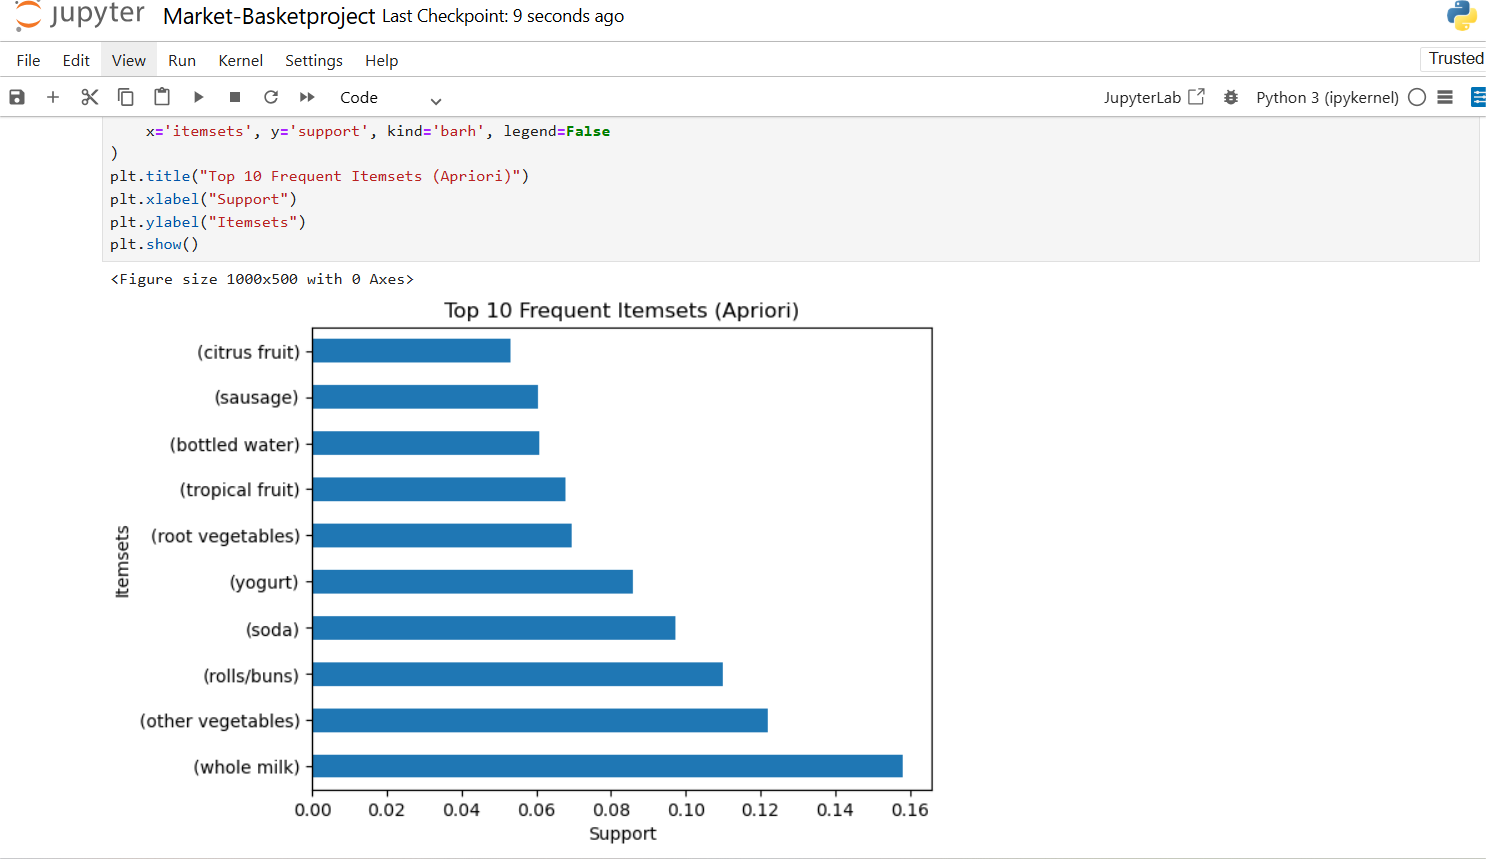 jupyter Market-Basketproject Last Checkpoint: 9 seconds ago
File Edit View Run Kernel Settings Help
Trusted
Code
JupyterLab
Python 3 (ipykernel)
x='itemsets', y='support', kind='barh', legend=False
)
plt.title("Top 10 Frequent Itemsets (Apriori)")
plt.xlabel("Support")
plt.ylabel("Itemsets")
plt.show()
<Figure size 1000x500 with 0 Axes>
Top 10 Frequent Itemsets (Apriori)
(citrus fruit)
(sausage)
(bottled water)
(tropical fruit)
(root vegetables)
(yogurt)
(soda)
(rolls/buns)
(other vegetables)
(whole milk)
Itemsets
0.00 0.02 0.04 0.06 0.08 0.10 0.12 0.14 0.16
Support